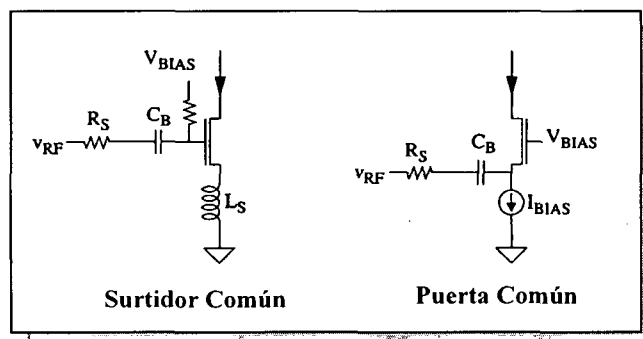 V_BIAS
R_S
C_B
v_RF
L_S
Surtidor Común
V_BIAS
C_B
R_S
v_RF
I_BIAS
Puerta Común